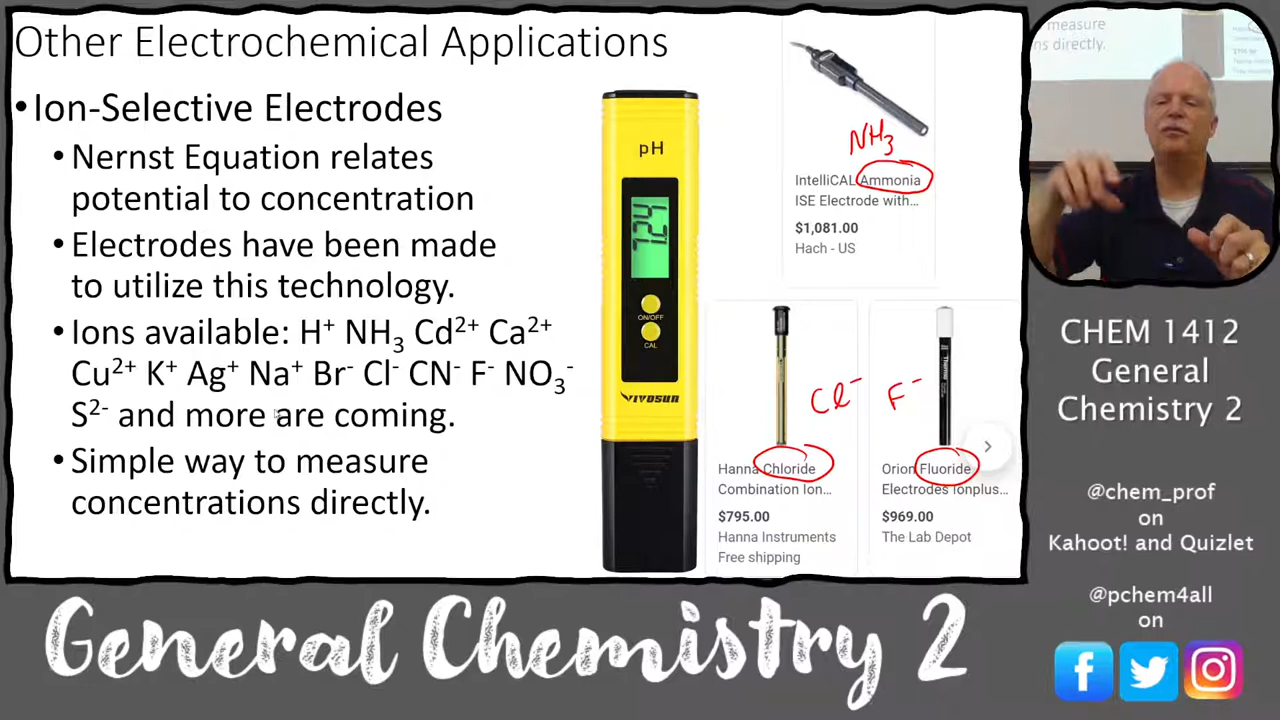 Other Electrochemical Applications
• Ion-Selective Electrodes
• Nernst Equation relates
potential to concentration
• Electrodes have been made
to utilize this technology.
• Ions available: H⁺ NH₃ Cd²⁺ Ca²⁺
Cu²⁺ K⁺ Ag⁺ Na⁺ Br⁻ Cl⁻ CN⁻ F⁻ NO₃⁻
S²⁻ and more are coming.
• Simple way to measure
concentrations directly.
pH
7.24
ON/OFF
CAL
VIVOSUN
NH₃
IntelliCAL Ammonia
ISE Electrode with...
$1,081.00
Hach - US
Cl⁻
Hanna Chloride
Combination Ion...
$795.00
Hanna Instruments
Free shipping
F⁻
Orion Fluoride
Electrodes Ionplus...
$969.00
The Lab Depot
measure
ns directly.
CHEM 1412
General
Chemistry 2
@chem_prof
on
Kahoot! and Quizlet
@pchem4all
on
General Chemistry 2